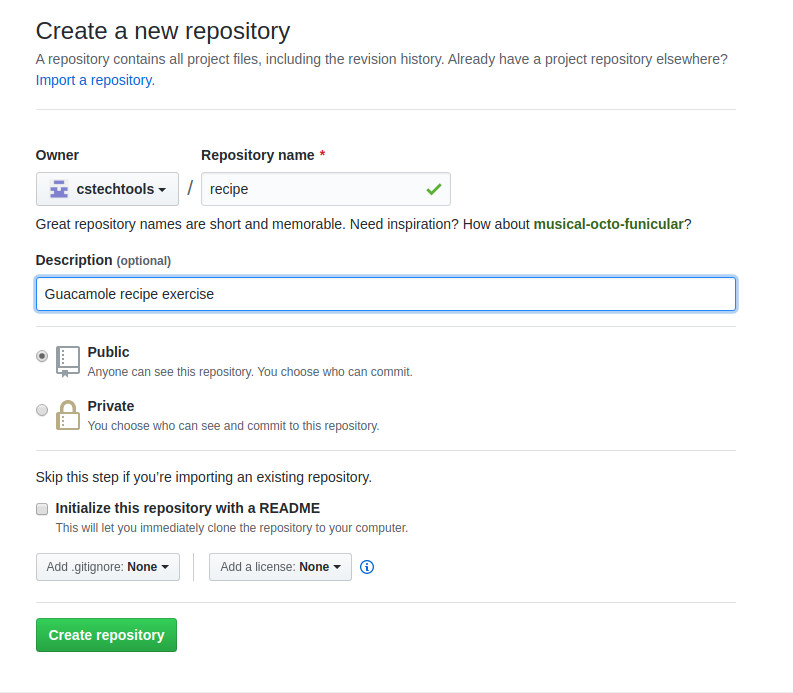 Create a new repository
A repository contains all project files, including the revision history. Already have a project repository elsewhere?
Import a repository.
Owner
Repository name *
cstechtools / recipe
Great repository names are short and memorable. Need inspiration? How about musical-octo-funicular?
Description (optional)
Guacamole recipe exercise
Public
Anyone can see this repository. You choose who can commit.
Private
You choose who can see and commit to this repository.
Skip this step if you’re importing an existing repository.
Initialize this repository with a README
This will let you immediately clone the repository to your computer.
Add .gitignore: None
Add a license: None
Create repository